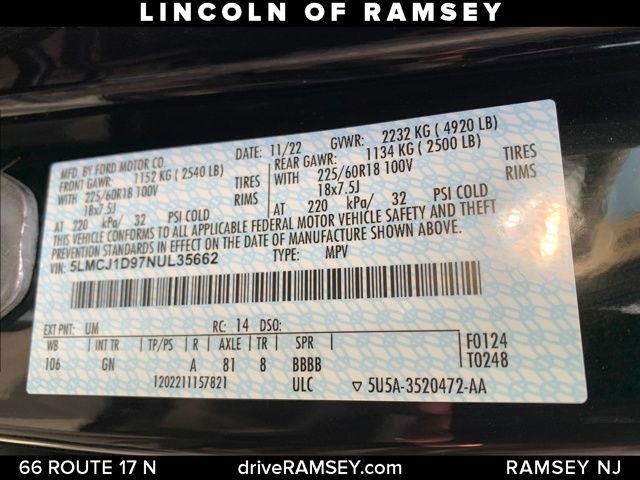 LINCOLN OF RAMSEY
MFD. BY FORD MOTOR CO.
DATE: 11/22 GVWR: 2232 KG ( 4920 LB)
FRONT GAWR: 1152 KG ( 2540 LB) REAR GAWR: 1134 KG ( 2500 LB)
WITH 225/60R18 100V TIRES WITH 225/60R18 100V TIRES
18x7.5J RIMS 18x7.5J RIMS
AT 220 kPa/ 32 PSI COLD AT 220 kPa/ 32 PSI COLD
THIS VEHICLE CONFORMS TO ALL APPLICABLE FEDERAL MOTOR VEHICLE SAFETY AND THEFT
PREVENTION STANDARDS IN EFFECT ON THE DATE OF MANUFACTURE SHOWN ABOVE.
VIN: 5LMCJ1D97NUL35662 TYPE: MPV
EXT PNT: UM RC: 14 DSO:
WB INT TR TP/PS R AXLE TR SPR F0124
106 GN A 81 8 BBBB T0248
1202211157821 ULC ▽ 5U5A-3520472-AA
66 ROUTE 17 N driveRAMSEY.com RAMSEY NJ